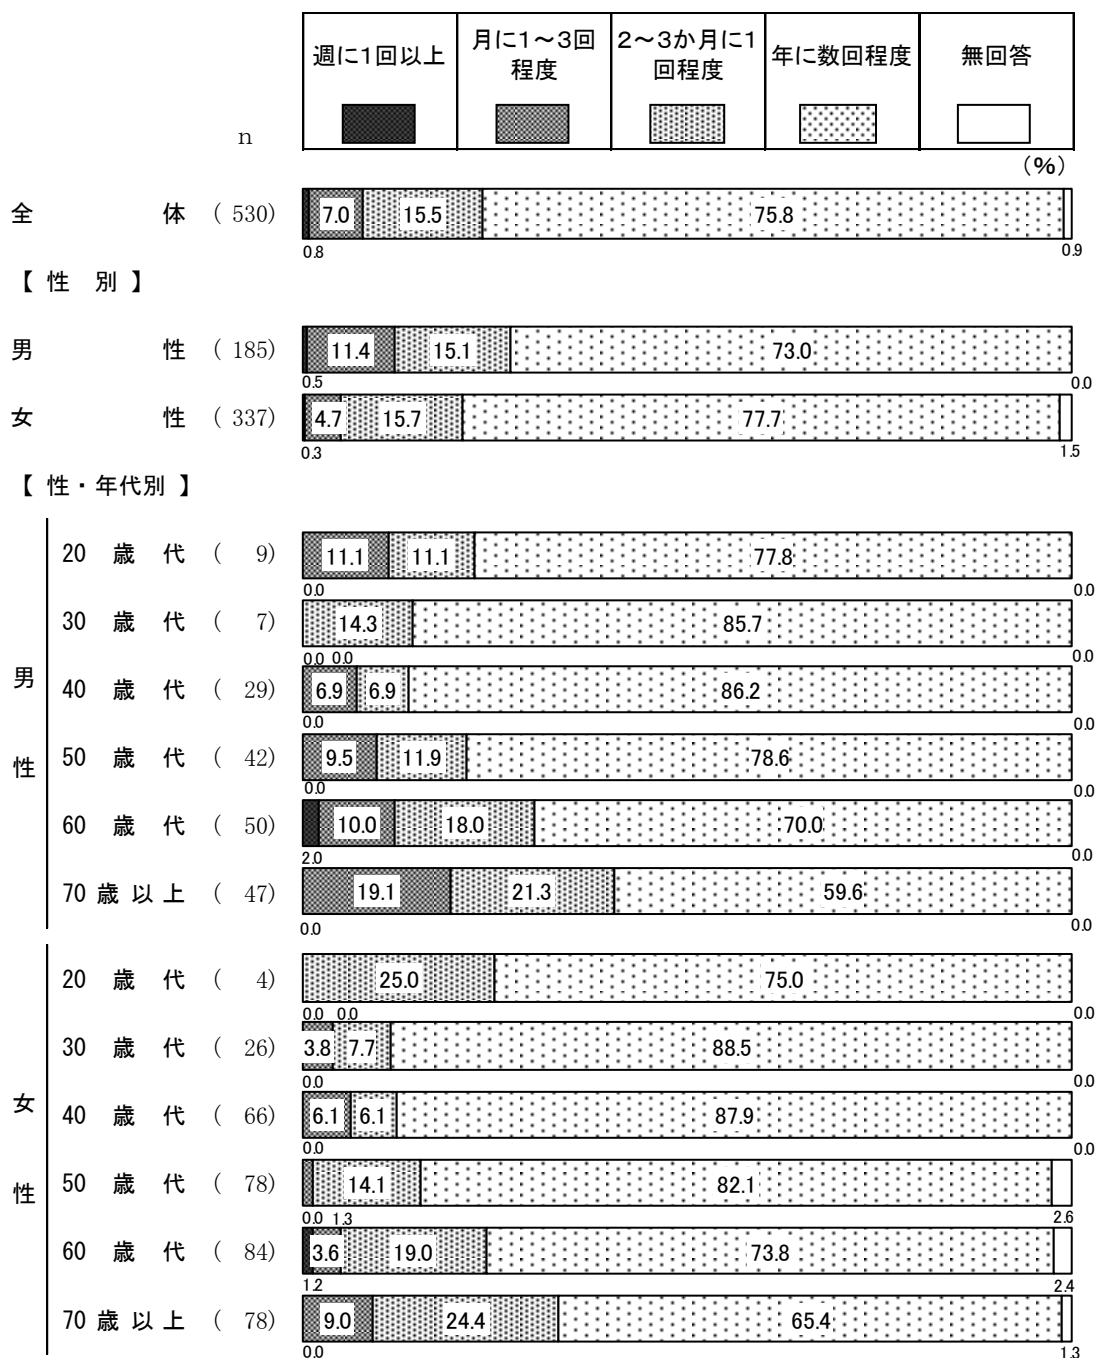 週に1回以上
月に1～3回
程度
2～3か月に1
回程度
年に数回程度
無回答
n
(%)
全体 ( 530) 7.0 15.5 75.8
0.8 0.9
【 性 別 】
男性 ( 185) 11.4 15.1 73.0
0.5 0.0
女性 ( 337) 4.7 15.7 77.7
0.3 1.5
【 性・年代別 】
男性
20 歳 代 ( 9) 11.1 11.1 77.8
0.0 0.0
30 歳 代 ( 7) 14.3 85.7
0.0 0.0 0.0
40 歳 代 ( 29) 6.9 6.9 86.2
0.0 0.0
50 歳 代 ( 42) 9.5 11.9 78.6
0.0 0.0
60 歳 代 ( 50) 10.0 18.0 70.0
2.0 0.0
70 歳 以 上 ( 47) 19.1 21.3 59.6
0.0 0.0
女性
20 歳 代 ( 4) 25.0 75.0
0.0 0.0 0.0
30 歳 代 ( 26) 3.8 7.7 88.5
0.0 0.0
40 歳 代 ( 66) 6.1 6.1 87.9
0.0 0.0
50 歳 代 ( 78) 14.1 82.1
0.0 1.3 2.6
60 歳 代 ( 84) 3.6 19.0 73.8
1.2 2.4
70 歳 以 上 ( 78) 9.0 24.4 65.4
0.0 1.3